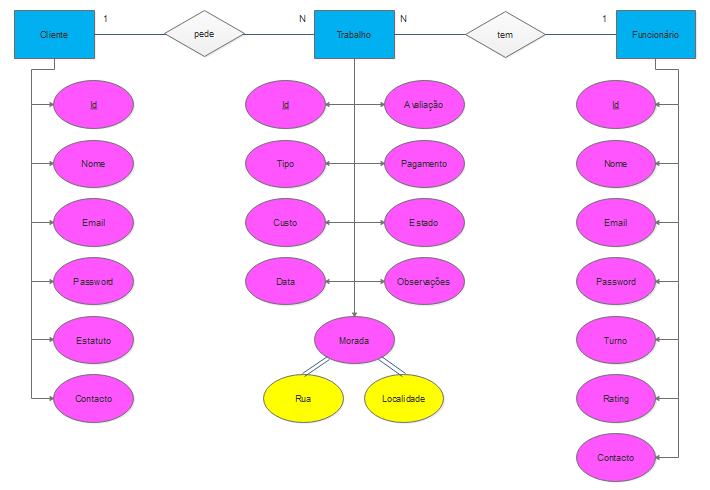 Cliente 1 pede N Trabalho N tem 1 Funcionário
Id Id Avaliação Id
Nome Tipo Pagamento Nome
Email Custo Estado Email
Password Data Observações Password
Estatuto Morada Turno
Contacto Rua Localidade Rating
Contacto